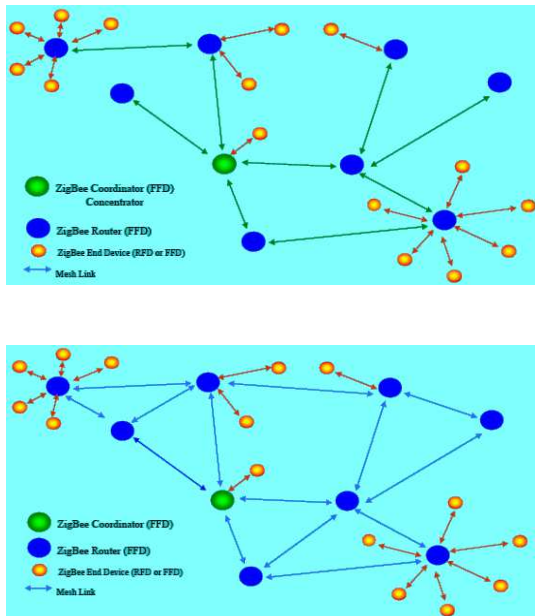 ZigBee Coordinator (FFD)
Concentrator
ZigBee Router (FFD)
ZigBee End Device (RFD or FFD)
Mesh Link
ZigBee Coordinator (FFD)
ZigBee Router (FFD)
ZigBee End Device (RFD or FFD)
Mesh Link